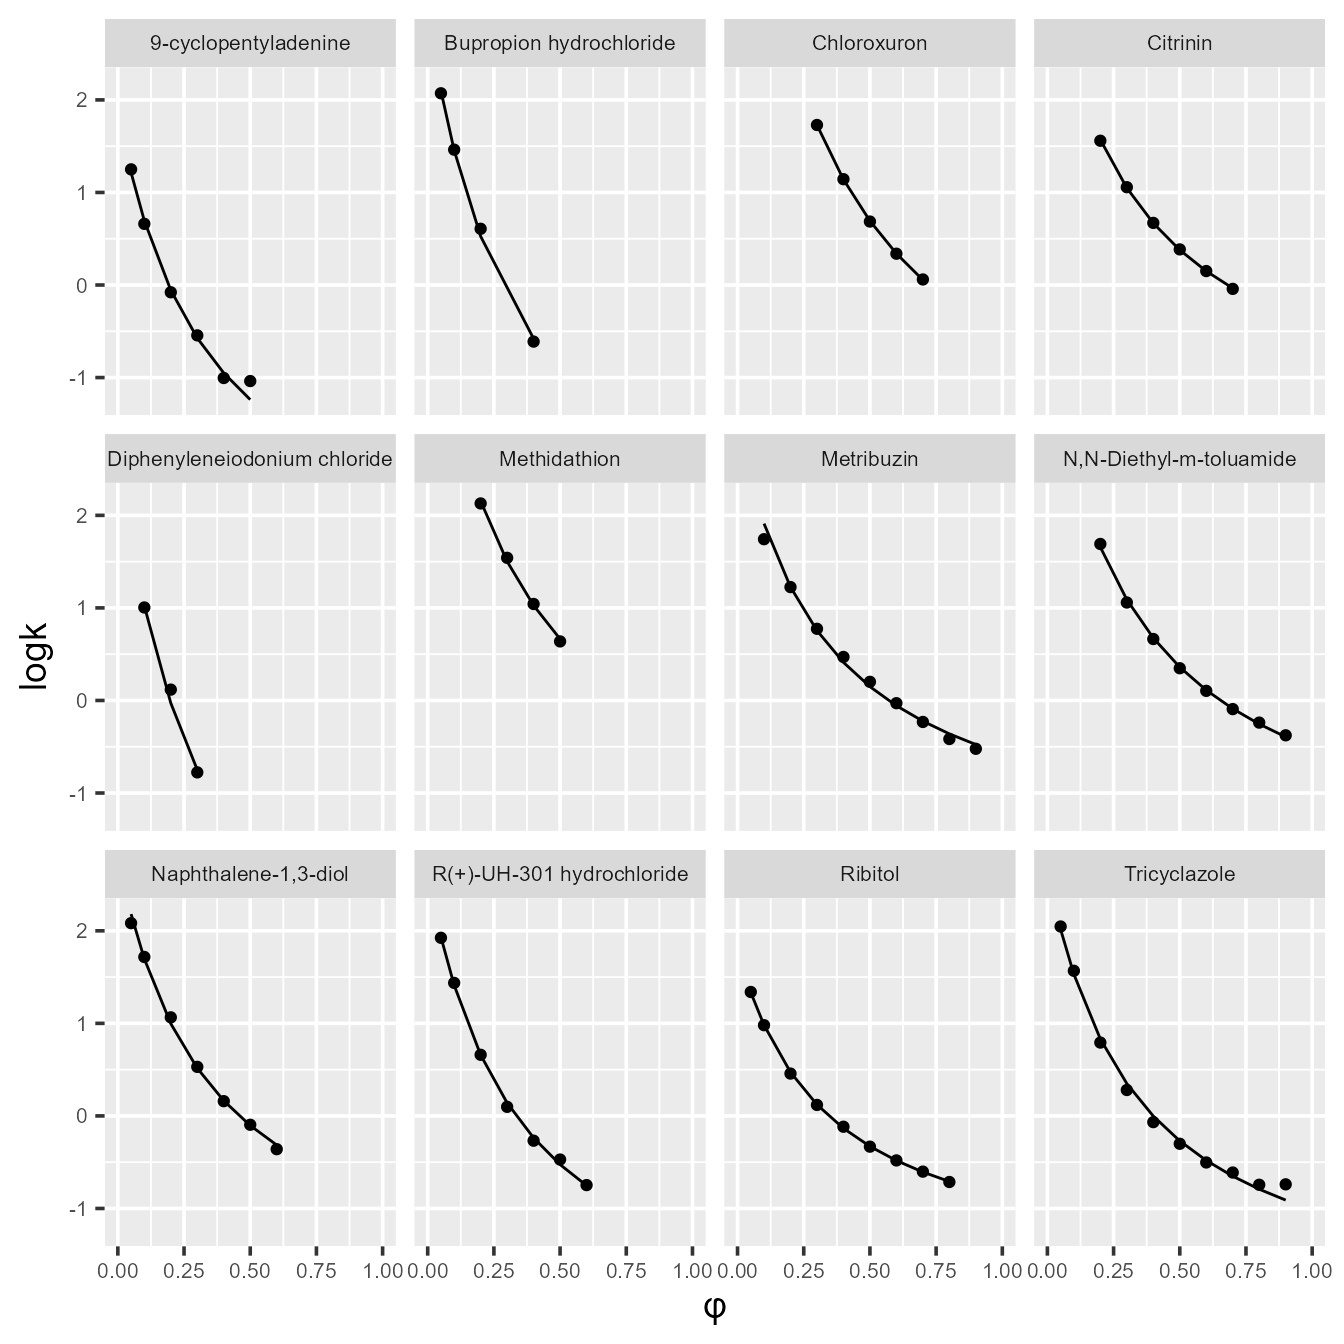 9-cyclopentyladenine Bupropion hydrochloride Chloroxuron Citrinin
2
1
0
-1
Diphenyleneiodonium chloride Methidathion Metribuzin N,N-Diethyl-m-toluamide
2
1
0
-1
logk
Naphthalene-1,3-diol R(+)-UH-301 hydrochloride Ribitol Tricyclazole
2
1
0
-1
0.00 0.25 0.50 0.75 1.00 0.00 0.25 0.50 0.75 1.00 0.00 0.25 0.50 0.75 1.00 0.00 0.25 0.50 0.75 1.00
φ